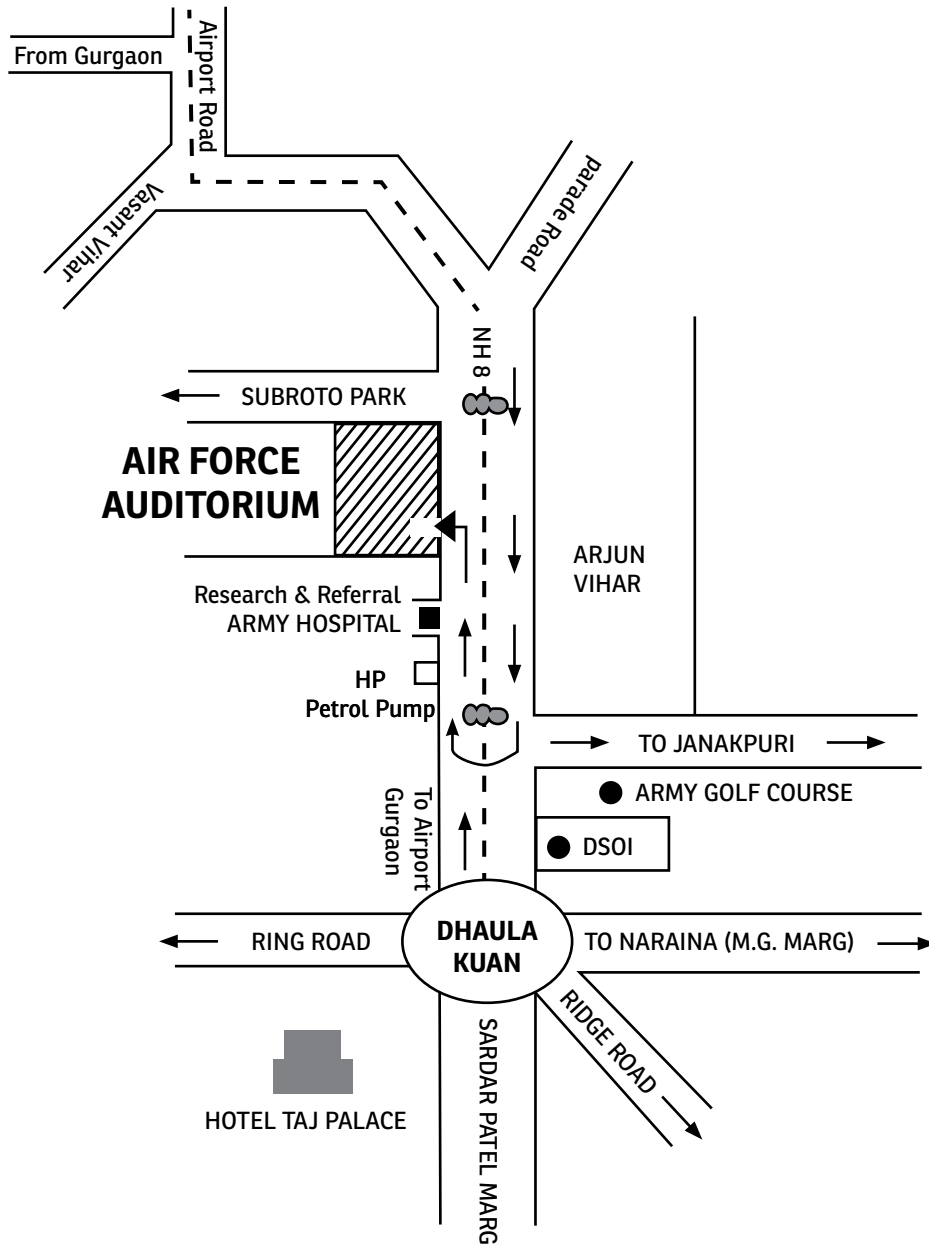 From Gurgaon
Airport Road
Vasant Vihar
parade Road
NH 8
SUBROTO PARK
AIR FORCE
AUDITORIUM
ARJUN
VIHAR
Research & Referral
ARMY HOSPITAL
HP
Petrol Pump
TO JANAKPURI
To Airport
Gurgaon
ARMY GOLF COURSE
DSOI
RING ROAD
DHAULA
KUAN
TO NARAINA (M.G. MARG)
RIDGE ROAD
SARDAR PATEL MARG
HOTEL TAJ PALACE